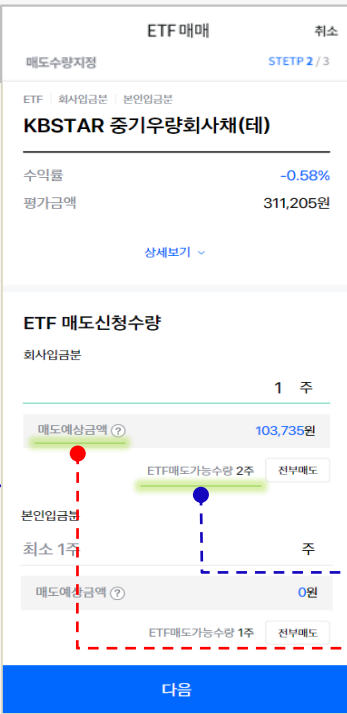 ETF 매매 취소
매도수량지정 STETP 2 / 3
ETF 회사입금분 본인입금분
KBSTAR 중기우량회사채(테)
수익률 -0.58%
평가금액 311,205원
상세보기
ETF 매도신청수량
회사입금분
1 주
매도예상금액 ? 103,735원
ETF매도가능수량 2주 전부매도
본인입금분
최소 1주 주
매도예상금액 ? 0원
ETF매도가능수량 1주 전부매도
다음